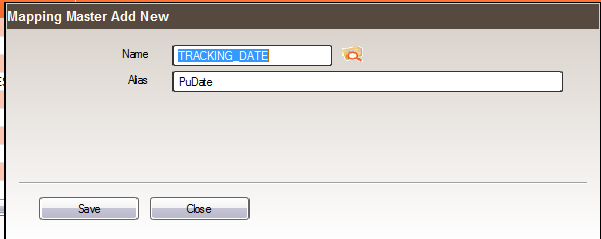 Mapping Master Add New
Name TRACKING_DATE
Alias PuDate
Save Close